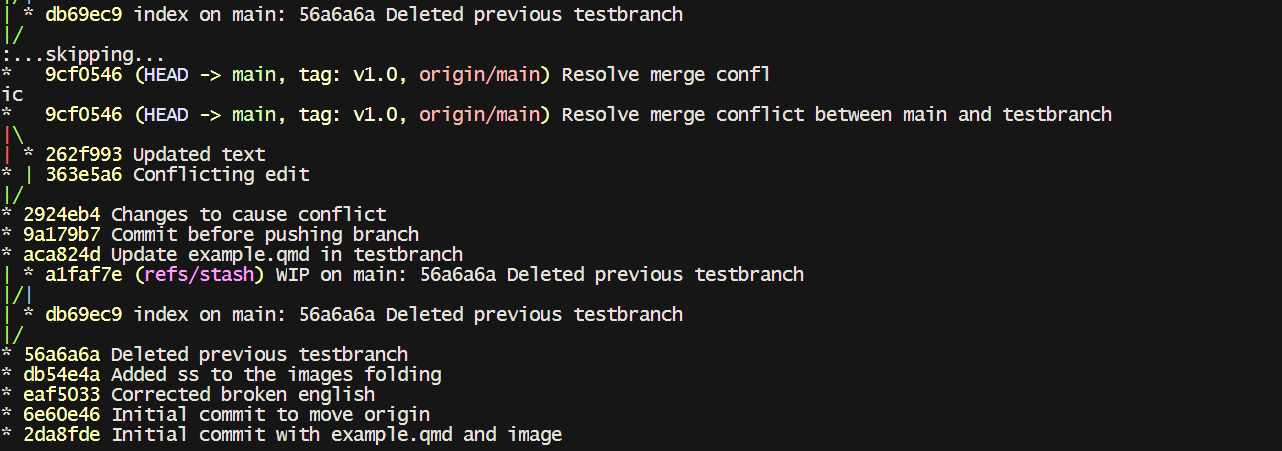 |/|
| * db69ec9 index on main: 56a6a6a Deleted previous testbranch
|/
:...skipping...
*   9cf0546 (HEAD -> main, tag: v1.0, origin/main) Resolve merge confl
ic
*   9cf0546 (HEAD -> main, tag: v1.0, origin/main) Resolve merge conflict between main and testbranch
|\
| * 262f993 Updated text
* | 363e5a6 Conflicting edit
|/
* 2924eb4 Changes to cause conflict
* 9a179b7 Commit before pushing branch
* aca824d Update example.qmd in testbranch
| * a1faf7e (refs/stash) WIP on main: 56a6a6a Deleted previous testbranch
|/|
| * db69ec9 index on main: 56a6a6a Deleted previous testbranch
|/
* 56a6a6a Deleted previous testbranch
* db54e4a Added ss to the images folding
* eaf5033 Corrected broken english
* 6e60e46 Initial commit to move origin
* 2da8fde Initial commit with example.qmd and image